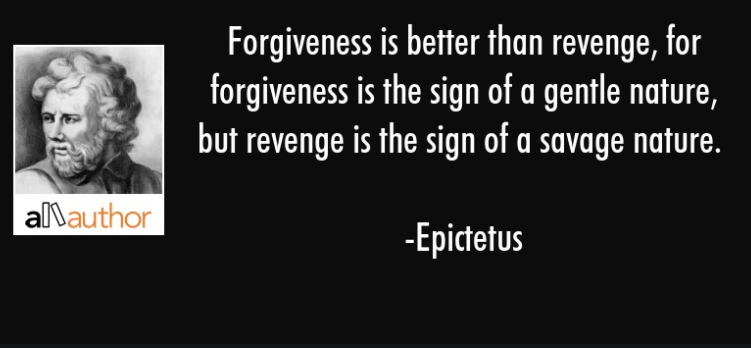 Forgiveness is better than revenge, for
forgiveness is the sign of a gentle nature,
but revenge is the sign of a savage nature.
-Epictetus
allauthor